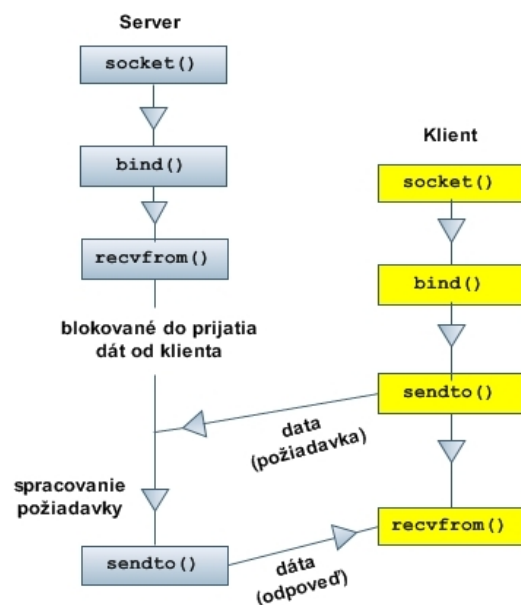 Server
socket()
bind()
recvfrom()
blokované do prijatia
dát od klienta
spracovanie
požiadavky
sendto()
Klient
socket()
bind()
sendto()
recvfrom()
data
(požiadavka)
dáta
(odpoveď)